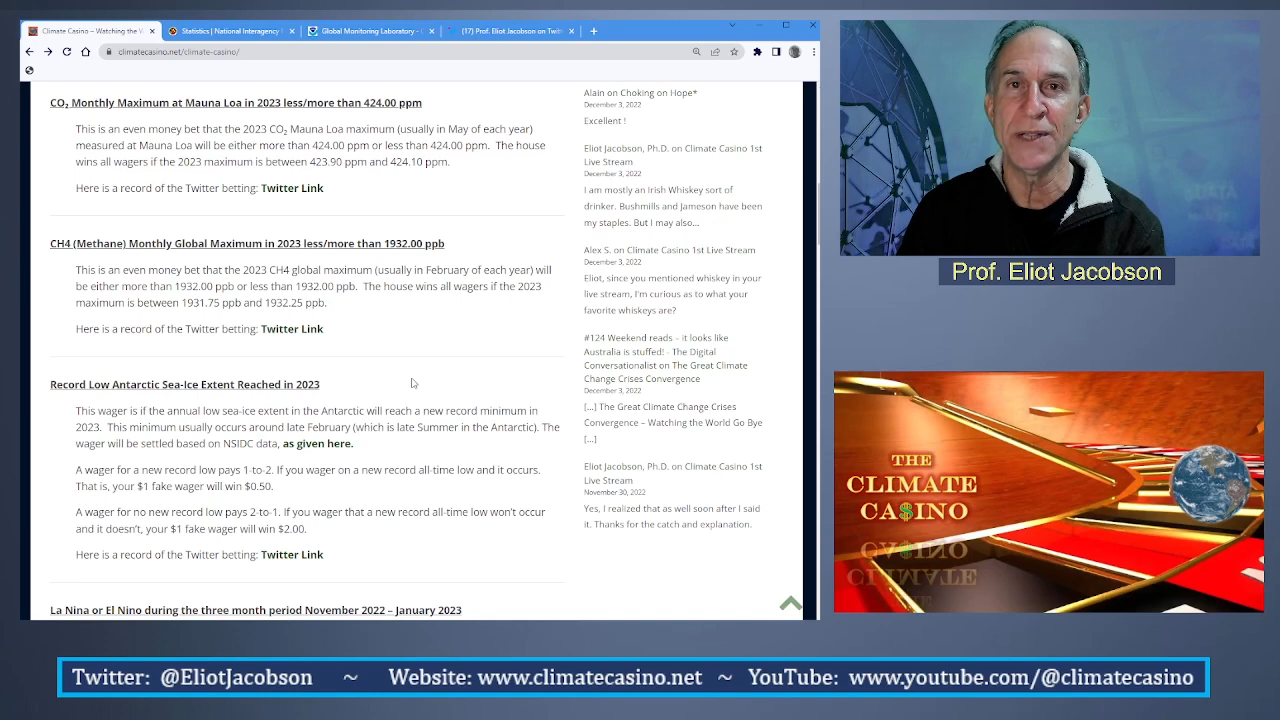 Climate Casino – Watching the W
Statistics | National Interagency
Global Monitoring Laboratory -
(17) Prof. Eliot Jacobson on Twit
climatecasino.net/climate-casino/
CO₂ Monthly Maximum at Mauna Loa in 2023 less/more than 424.00 ppm
This is an even money bet that the 2023 CO₂ Mauna Loa maximum (usually in May of each year)
measured at Mauna Loa will be either more than 424.00 ppm or less than 424.00 ppm. The house
wins all wagers if the 2023 maximum is between 423.90 ppm and 424.10 ppm.
Here is a record of the Twitter betting: Twitter Link
CH4 (Methane) Monthly Global Maximum in 2023 less/more than 1932.00 ppb
This is an even money bet that the 2023 CH4 global maximum (usually in February of each year) will
be either more than 1932.00 ppb or less than 1932.00 ppb. The house wins all wagers if the 2023
maximum is between 1931.75 ppb and 1932.25 ppb.
Here is a record of the Twitter betting: Twitter Link
Record Low Antarctic Sea-Ice Extent Reached in 2023
This wager is if the annual low sea-ice extent in the Antarctic will reach a new record minimum in
2023. This minimum usually occurs around late February (which is late Summer in the Antarctic). The
wager will be settled based on NSIDC data, as given here.
A wager for a new record low pays 1-to-2. If you wager on a new record all-time low and it occurs.
That is, your $1 fake wager will win $0.50.
A wager for no new record low pays 2-to-1. If you wager that a new record all-time low won't occur
and it doesn't, your $1 fake wager will win $2.00.
Here is a record of the Twitter betting: Twitter Link
La Nina or El Nino during the three month period November 2022 – January 2023
Alain on Choking on Hope*
December 3, 2022
Excellent !
Eliot Jacobson, Ph.D. on Climate Casino 1st
Live Stream
December 3, 2022
I am mostly an Irish Whiskey sort of
drinker. Bushmills and Jameson have been
my staples. But I may also...
Alex S. on Climate Casino 1st Live Stream
December 3, 2022
Eliot, since you mentioned whiskey in your
live stream, I'm curious as to what your
favorite whiskeys are?
#124 Weekend reads – it looks like
Australia is stuffed! - The Digital
Conversationalist on The Great Climate
Change Crises Convergence
December 3, 2022
[...] The Great Climate Change Crises
Convergence – Watching the World Go Bye
[...]
Eliot Jacobson, Ph.D. on Climate Casino 1st
Live Stream
November 30, 2022
Yes, I realized that as well soon after I said
it. Thanks for the catch and explanation.
Prof. Eliot Jacobson
THE
CLIMATE
CA$INO
Twitter: @EliotJacobson ~ Website: www.climatecasino.net ~ YouTube: www.youtube.com/@climatecasino